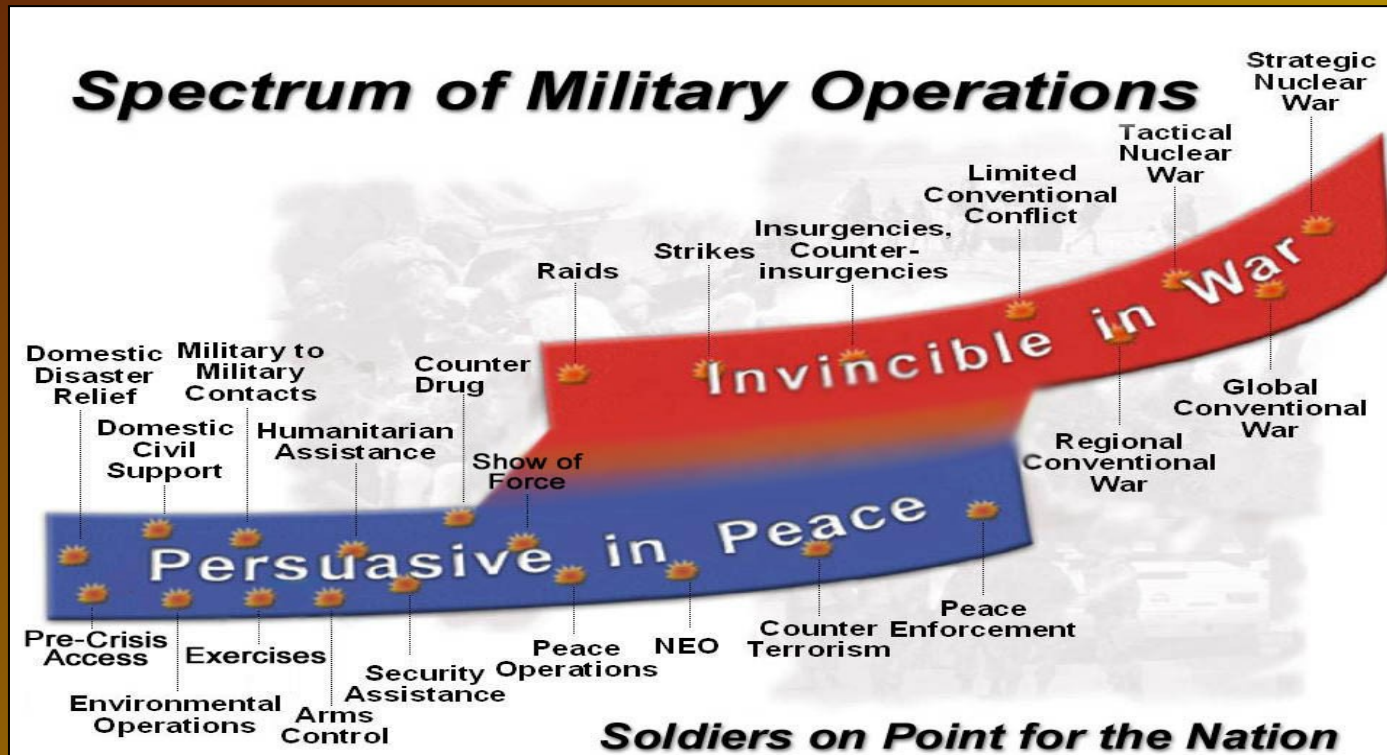 Spectrum of Military Operations
Strategic
Nuclear
War
Tactical
Nuclear
War
Limited
Conventional
Conflict
Insurgencies,
Counter-
insurgencies
Strikes
Raids
Counter
Drug
Military to
Military
Contacts
Domestic
Disaster
Relief
Domestic
Civil
Support
Humanitarian
Assistance
Show of
Force
Invincible in War
Persuasive in Peace
Global
Conventional
War
Regional
Conventional
War
Pre-Crisis
Access
Environmental
Operations
Exercises
Arms
Control
Security
Assistance
Peace
Operations
NEO
Counter
Terrorism
Peace
Enforcement
Soldiers on Point for the Nation